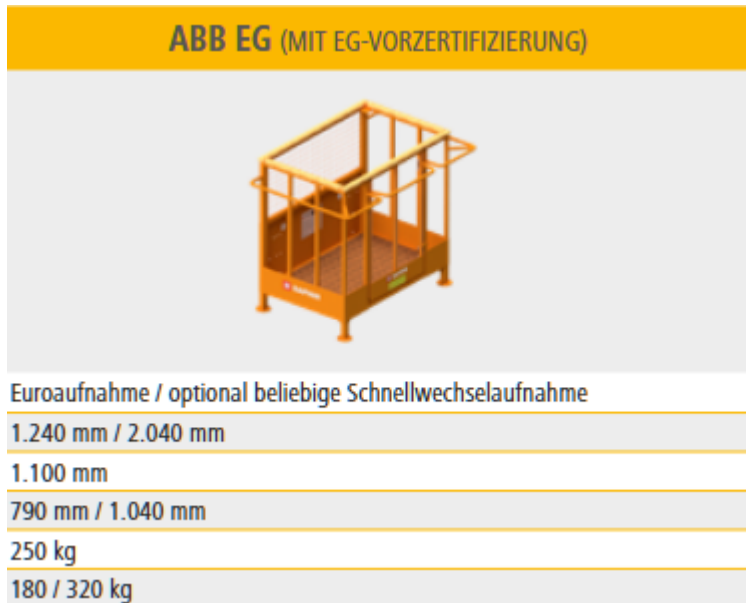 ABB EG (MIT EG-VORZERTIFIZIERUNG)
Euroaufnahme / optional beliebige Schnellwechselaufnahme
1.240 mm / 2.040 mm
1.100 mm
790 mm / 1.040 mm
250 kg
180 / 320 kg